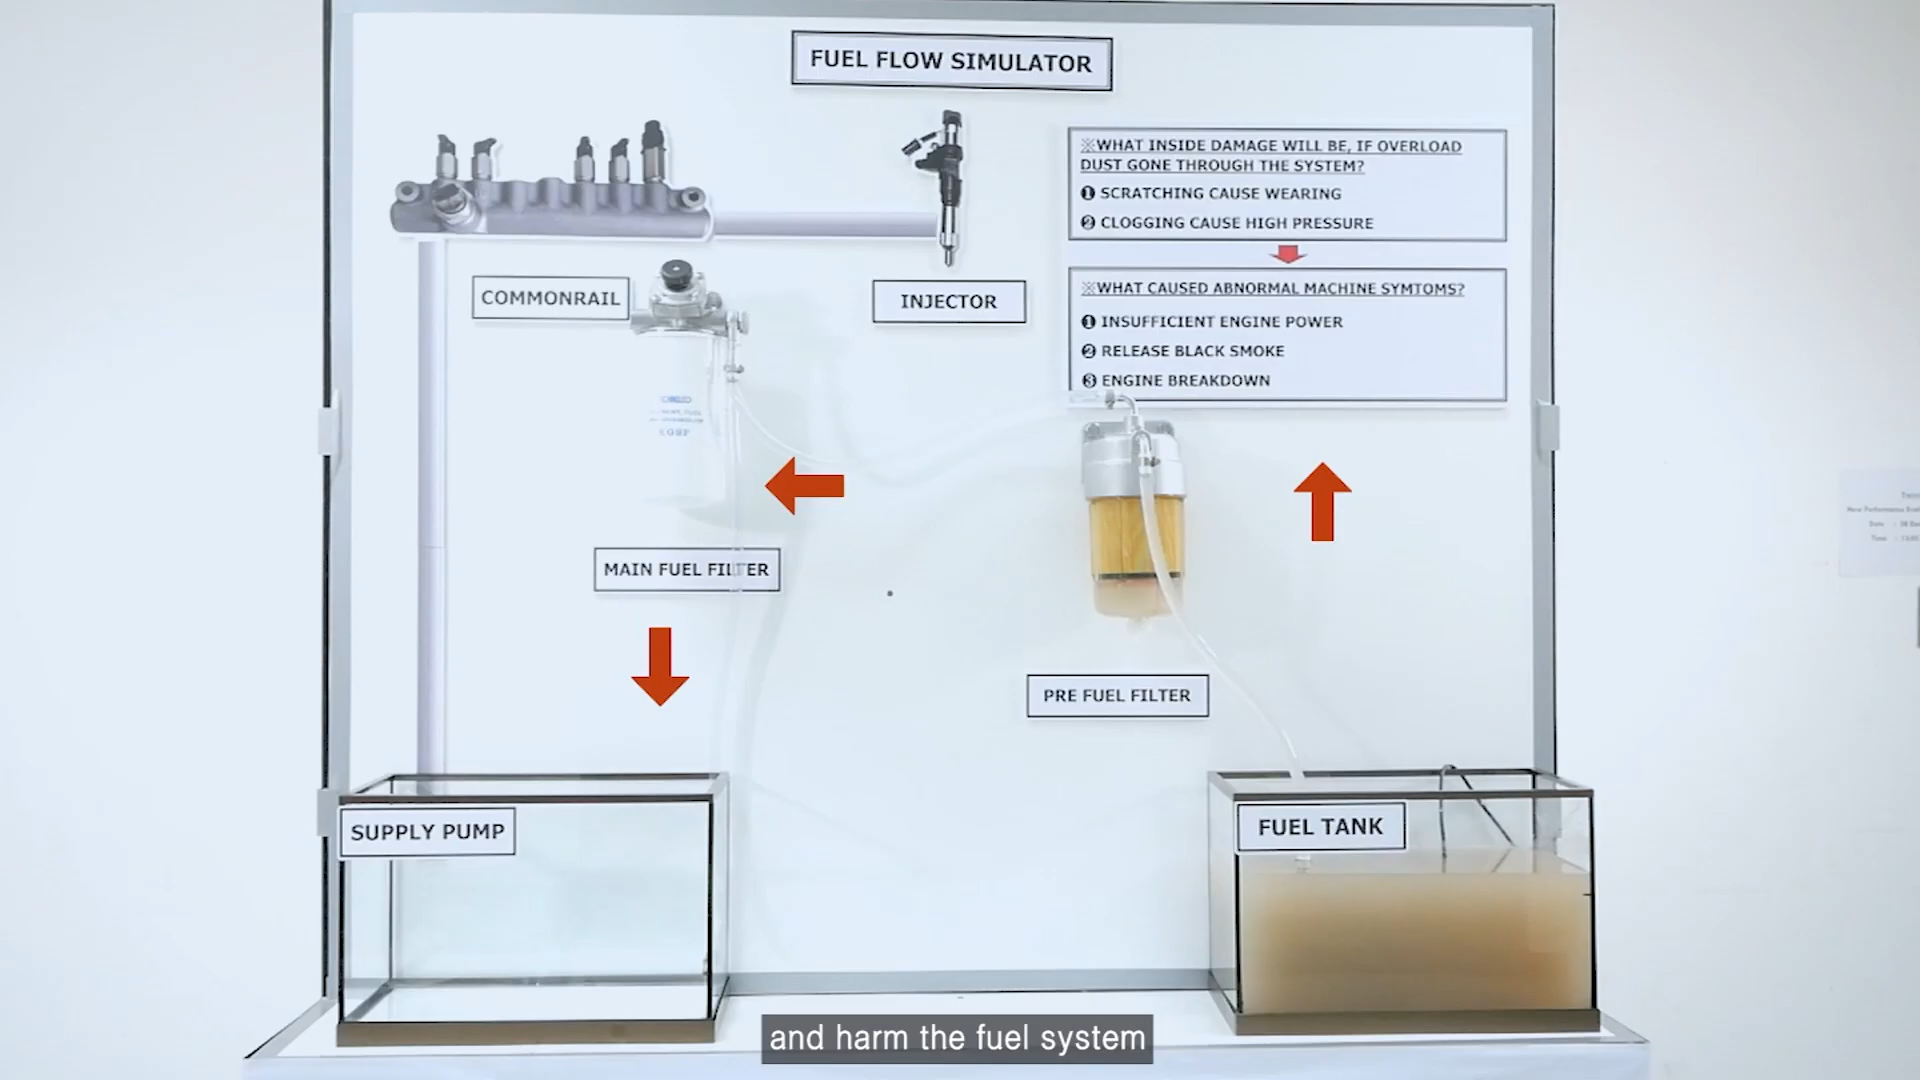 FUEL FLOW SIMULATOR
※WHAT INSIDE DAMAGE WILL BE, IF OVERLOAD
DUST GONE THROUGH THE SYSTEM?
❶ SCRATCHING CAUSE WEARING
❷ CLOGGING CAUSE HIGH PRESSURE
※WHAT CAUSED ABNORMAL MACHINE SYMTOMS?
❶ INSUFFICIENT ENGINE POWER
❷ RELEASE BLACK SMOKE
❸ ENGINE BREAKDOWN
COMMONRAIL
INJECTOR
MAIN FUEL FILTER
PRE FUEL FILTER
SUPPLY PUMP
FUEL TANK
and harm the fuel system